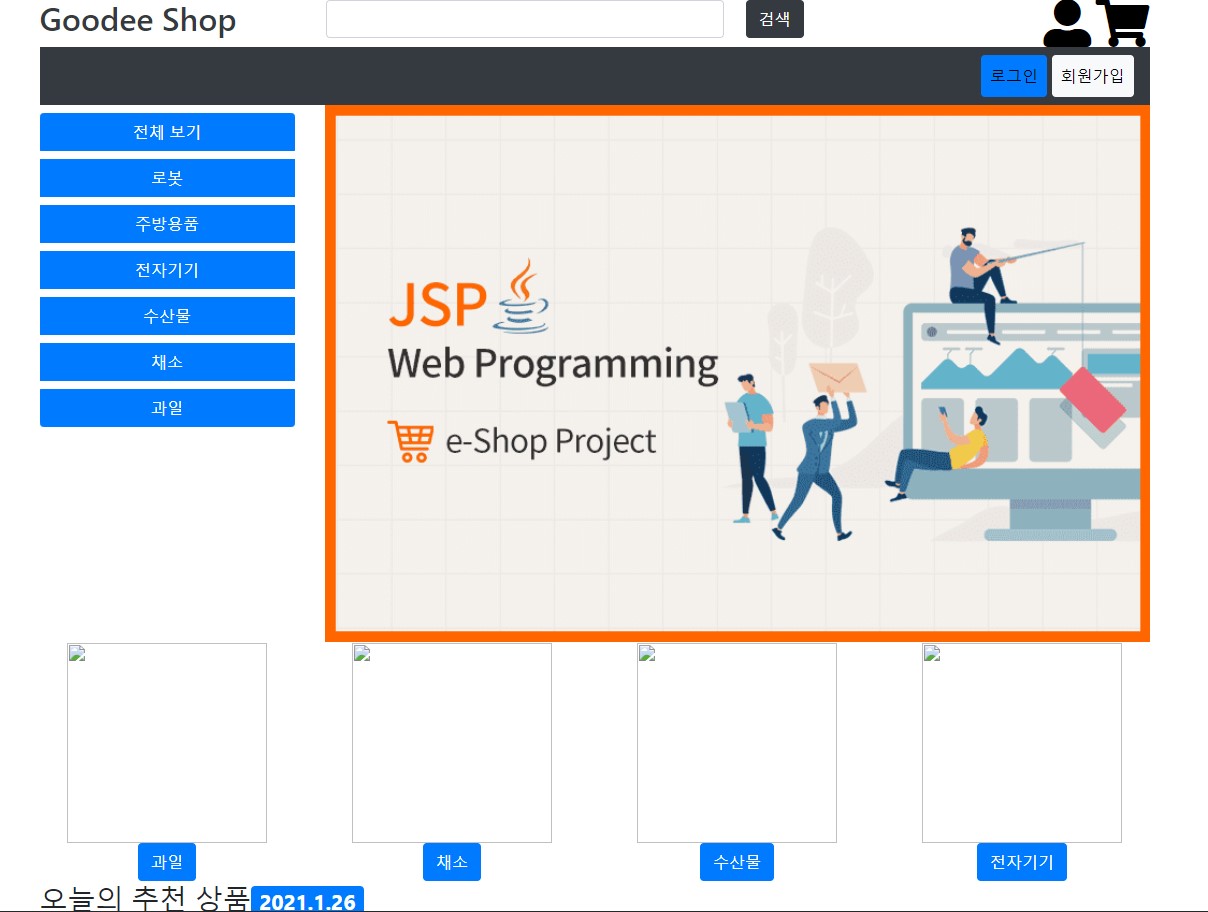 Goodee Shop
검색
로그인 회원가입
전체 보기
로봇
주방용품
전자기기
수산물
채소
과일
JSP
Web Programming
e-Shop Project
과일 채소 수산물 전자기기
오늘의 추천 상품 2021.1.26